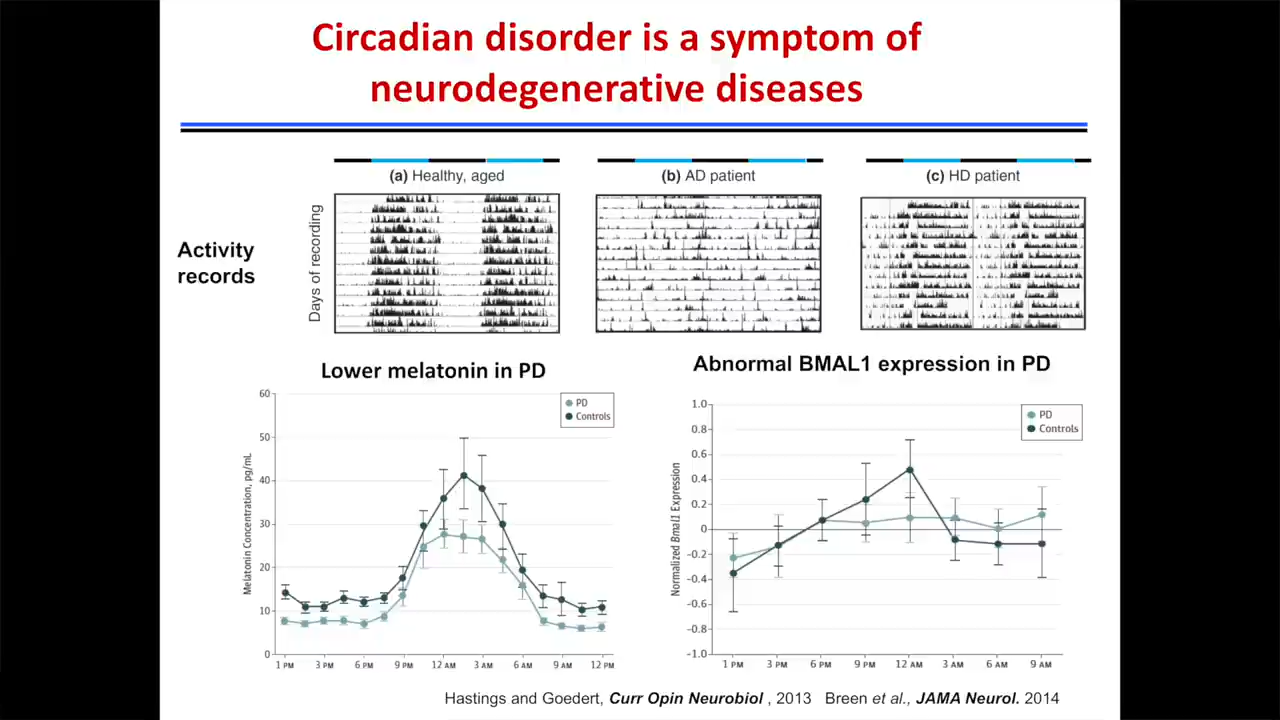 Circadian disorder is a symptom of
neurodegenerative diseases
(a) Healthy, aged
(b) AD patient
(c) HD patient
Activity
records
Days of recording
Lower melatonin in PD
60
50
40
30
20
10
0
Melatonin Concentration, pg/mL
PD
Controls
1 PM 3 PM 6 PM 9 PM 12 AM 3 AM 6 AM 9 AM 12 PM
Abnormal BMAL1 expression in PD
1.0
0.8
0.6
0.4
0.2
0
-0.2
-0.4
-0.6
-0.8
-1.0
Normalized Bmal1 Expression
PD
Controls
1 PM 3 PM 6 PM 9 PM 12 AM 3 AM 6 AM 9 AM
Hastings and Goedert, Curr Opin Neurobiol , 2013 Breen et al., JAMA Neurol. 2014